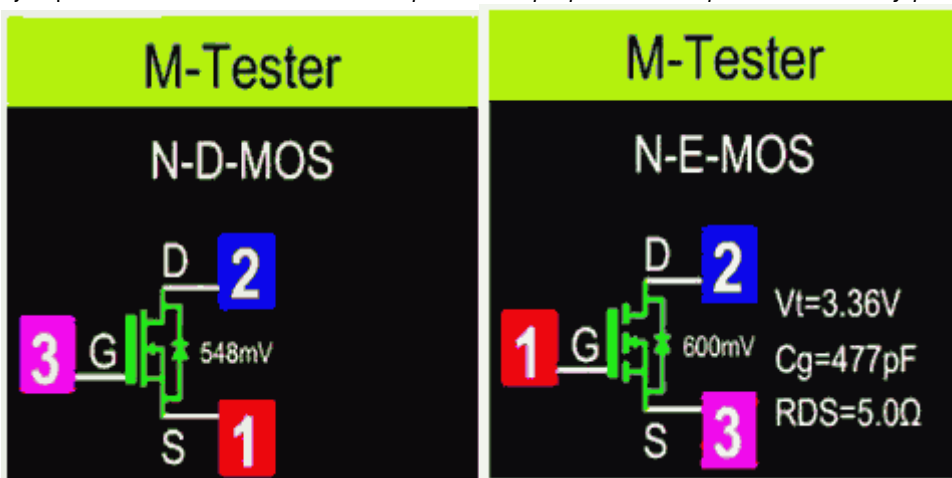 M-Tester
N-D-MOS
D
2
3
G
548mV
S
1
M-Tester
N-E-MOS
D
2
Vt=3.36V
1
G
600mV
Cg=477pF
RDS=5.0Ω
S
3